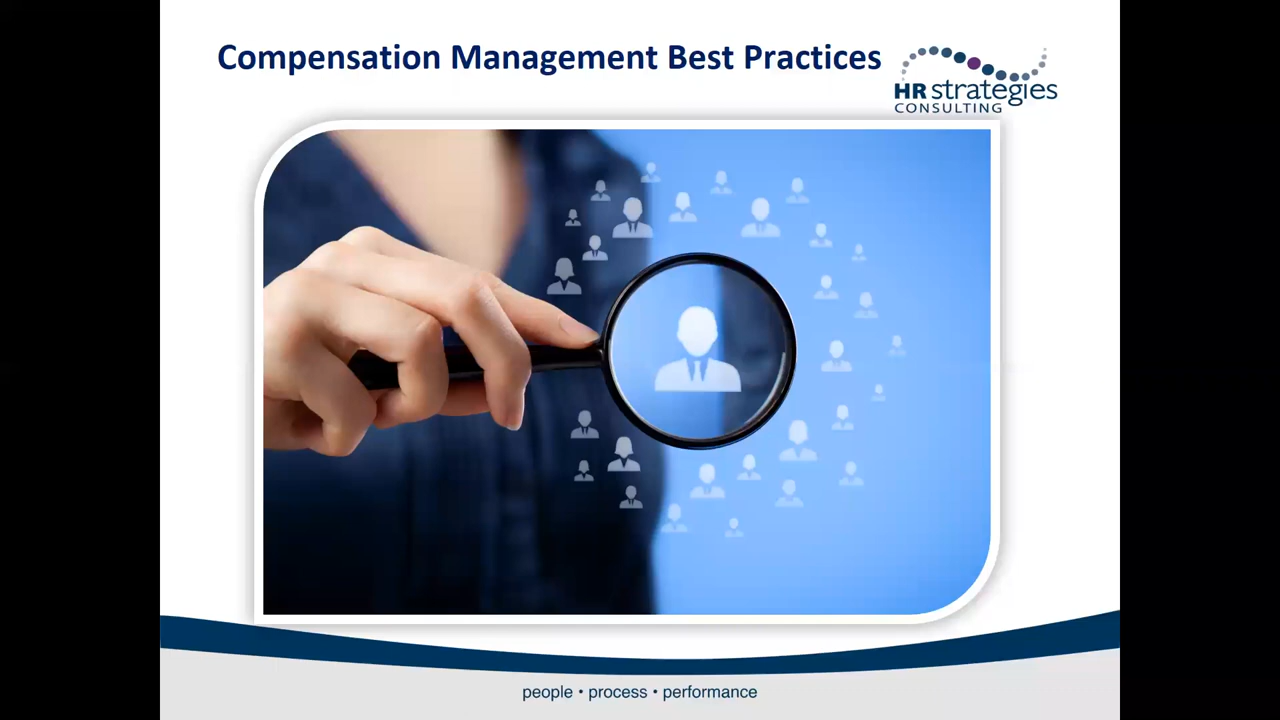 Compensation Management Best Practices
HR strategies
CONSULTING
people • process • performance